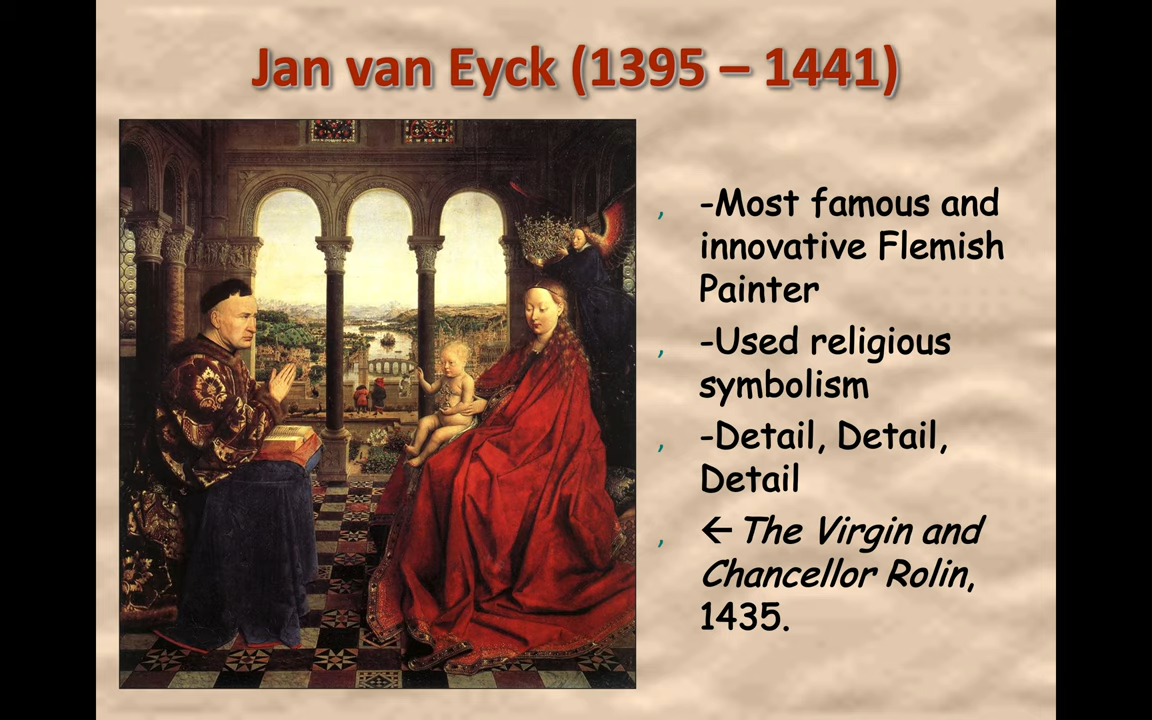 Jan van Eyck (1395 – 1441)
, -Most famous and
innovative Flemish
Painter
, -Used religious
symbolism
, -Detail, Detail,
Detail
, ← The Virgin and
Chancellor Rolin,
1435.